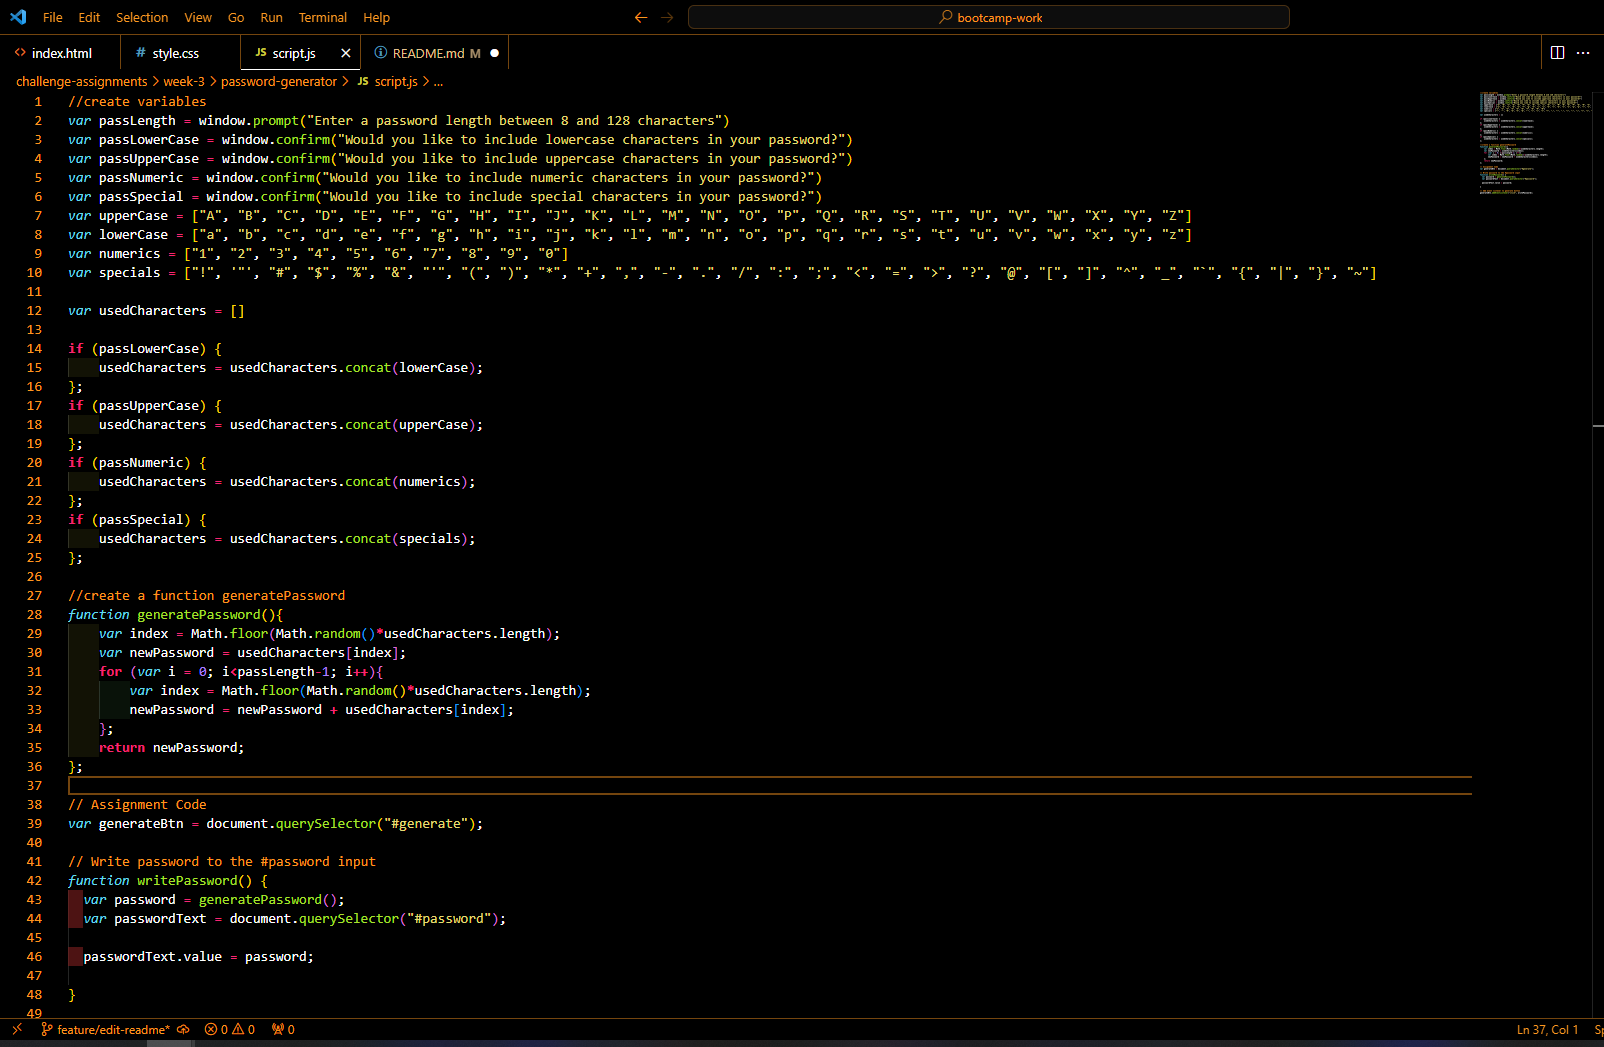 File Edit Selection View Go Run Terminal Help
bootcamp-work
index.html
# style.css
JS script.js
README.md M
challenge-assignments > week-3 > password-generator > JS script.js > ...
1 //create variables
2 var passLength = window.prompt("Enter a password length between 8 and 128 characters")
3 var passLowerCase = window.confirm("Would you like to include lowercase characters in your password?")
4 var passUpperCase = window.confirm("Would you like to include uppercase characters in your password?")
5 var passNumeric = window.confirm("Would you like to include numeric characters in your password?")
6 var passSpecial = window.confirm("Would you like to include special characters in your password?")
7 var upperCase = ["A", "B", "C", "D", "E", "F", "G", "H", "I", "J", "K", "L", "M", "N", "O", "P", "Q", "R", "S", "T", "U", "V", "W", "X", "Y", "Z"]
8 var lowerCase = ["a", "b", "c", "d", "e", "f", "g", "h", "i", "j", "k", "l", "m", "n", "o", "p", "q", "r", "s", "t", "u", "v", "w", "x", "y", "z"]
9 var numerics = ["1", "2", "3", "4", "5", "6", "7", "8", "9", "0"]
10 var specials = ["!", '"', "#", "$", "%", "&", "'", "(", ")", "*", "+", ",", "-", ".", "/", ":", ";", "<", "=", ">", "?", "@", "[", "]", "^", "_", "`", "{", "|", "}", "~"]
11
12 var usedCharacters = []
13
14 if (passLowerCase) {
15 usedCharacters = usedCharacters.concat(lowerCase);
16 };
17 if (passUpperCase) {
18 usedCharacters = usedCharacters.concat(upperCase);
19 };
20 if (passNumeric) {
21 usedCharacters = usedCharacters.concat(numerics);
22 };
23 if (passSpecial) {
24 usedCharacters = usedCharacters.concat(specials);
25 };
26
27 //create a function generatePassword
28 function generatePassword(){
29 var index = Math.floor(Math.random()*usedCharacters.length);
30 var newPassword = usedCharacters[index];
31 for (var i = 0; i<passLength-1; i++){
32 var index = Math.floor(Math.random()*usedCharacters.length);
33 newPassword = newPassword + usedCharacters[index];
34 };
35 return newPassword;
36 };
37
38 // Assignment Code
39 var generateBtn = document.querySelector("#generate");
40
41 // Write password to the #password input
42 function writePassword() {
43 var password = generatePassword();
44 var passwordText = document.querySelector("#password");
45
46 passwordText.value = password;
47
48 }
49
feature/edit-readme* 0 0 0
Ln 37, Col 1